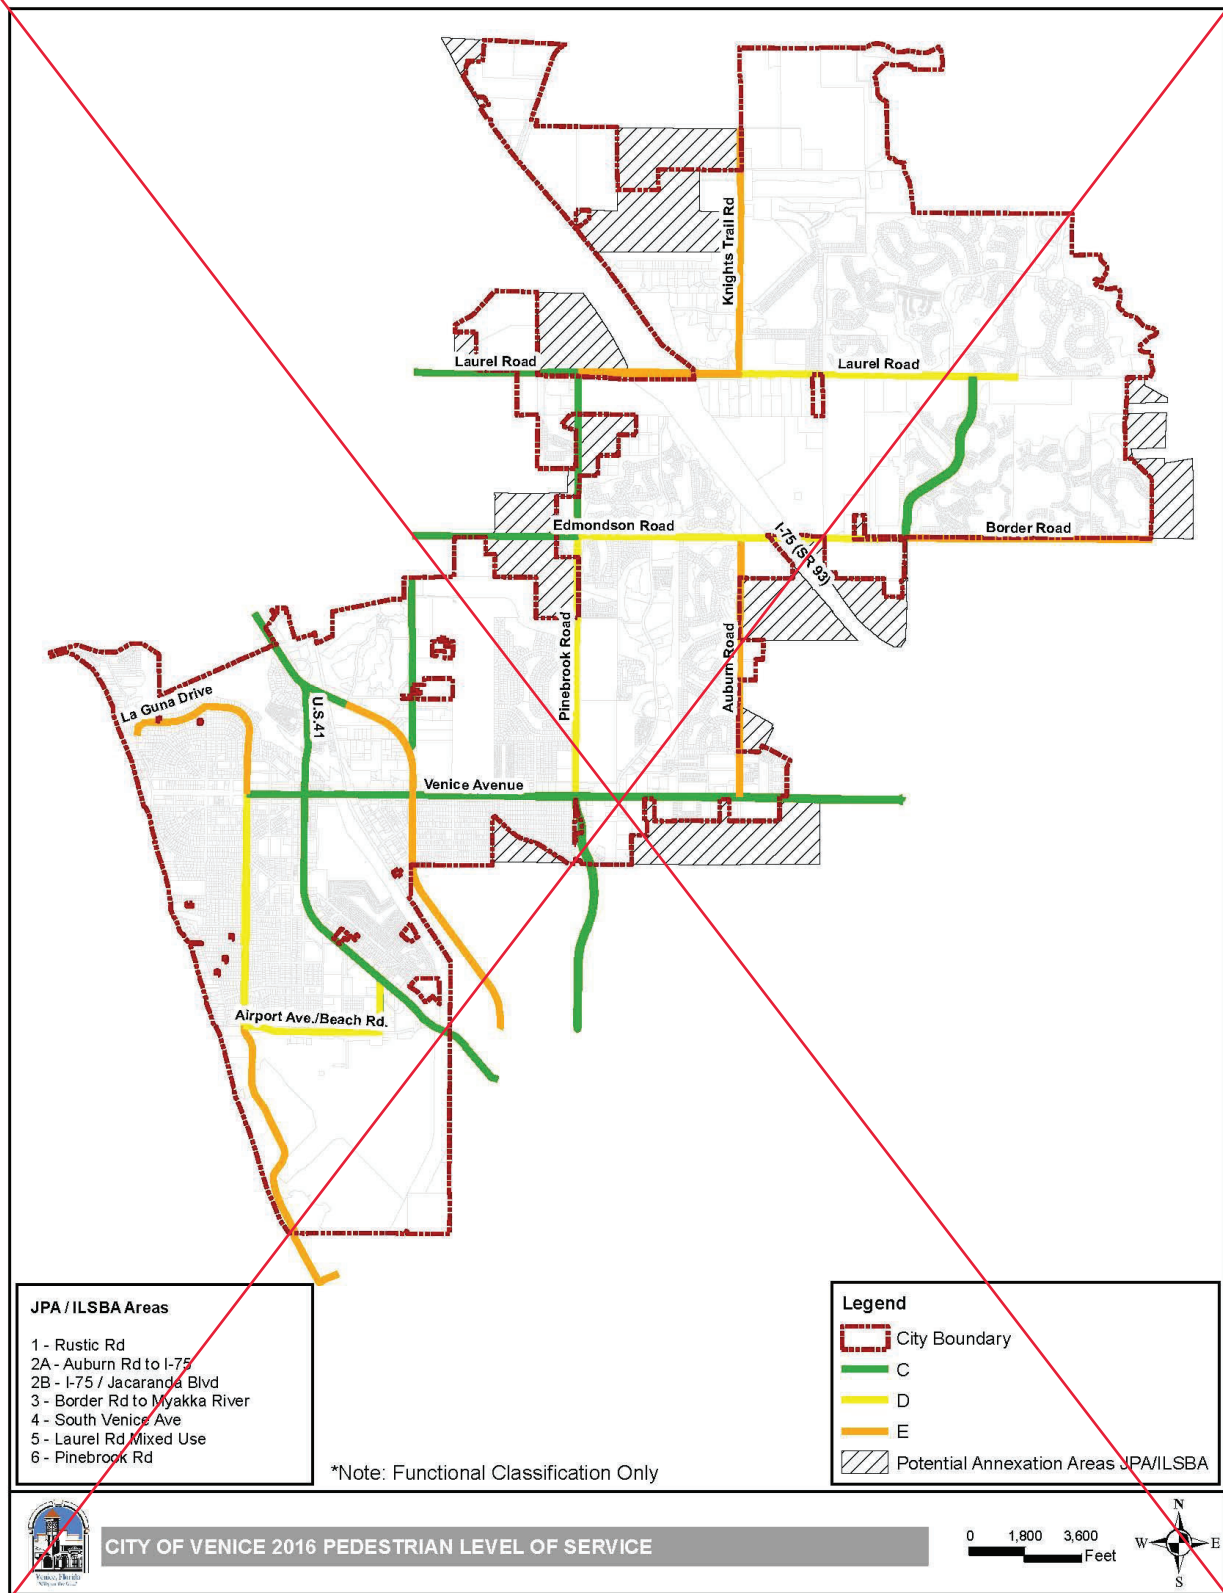 Knights Trail Rd
Laurel Road
Laurel Road
Edmondson Road
I-75 (SR 93)
Border Road
Pinebrook Road
Auburn Road
La Guna Drive
U.S.41
Venice Avenue
Airport Ave./Beach Rd.
JPA / ILSBA Areas
1 - Rustic Rd
2A - Auburn Rd to I-75
2B - I-75 / Jacaranda Blvd
3 - Border Rd to Myakka River
4 - South Venice Ave
5 - Laurel Rd Mixed Use
6 - Pinebrook Rd
*Note: Functional Classification Only
Legend
City Boundary
C
D
E
Potential Annexation Areas JPA/ILSBA
Venice, Florida
CITY OF VENICE 2016 PEDESTRIAN LEVEL OF SERVICE
0 1,800 3,600
Feet
N
W E
S